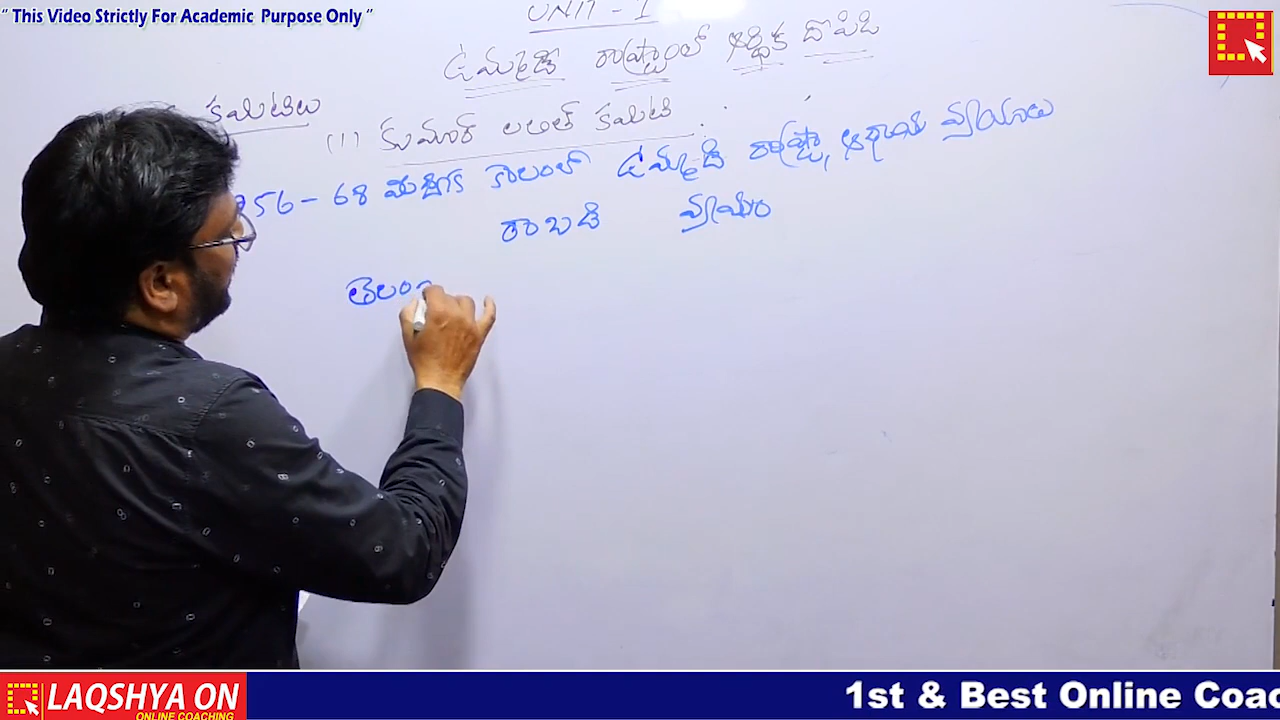 " This Video Strictly For Academic Purpose Only "
UNIT - I
ఉమ్మడి రాష్ట్రంలో ఆర్థిక దోపిడి
కమిటీలు
(1) కుమార్ లలిత్ కమిటి
956 - 68 మధ్యగల కాలంలో ఉమ్మడి రాష్ట్ర ఆదాయ వ్యయాలు
రాబడి వ్యయం
తెలం
LAQSHYA ON
ONLINE COACHING
1st & Best Online Coac